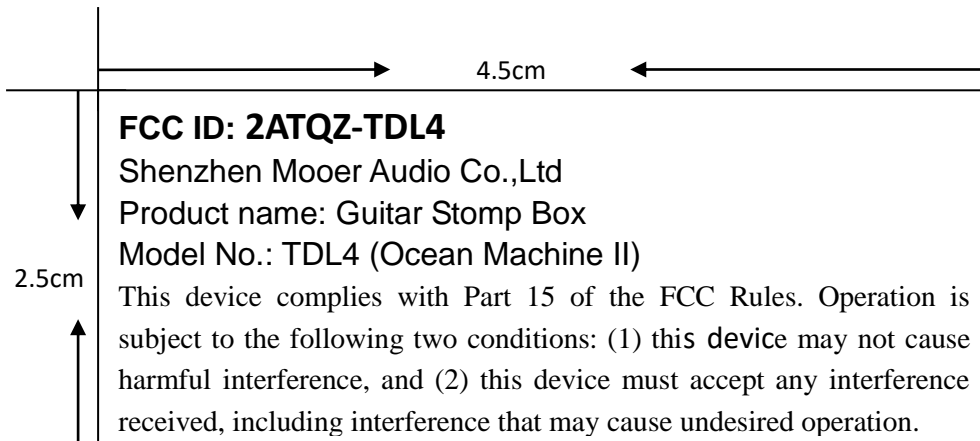 4.5cm
FCC ID: 2ATQZ-TDL4
Shenzhen Mooer Audio Co.,Ltd
Product name: Guitar Stomp Box
Model No.: TDL4 (Ocean Machine II)
2.5cm
This device complies with Part 15 of the FCC Rules. Operation is
subject to the following two conditions: (1) this device may not cause
harmful interference, and (2) this device must accept any interference
received, including interference that may cause undesired operation.